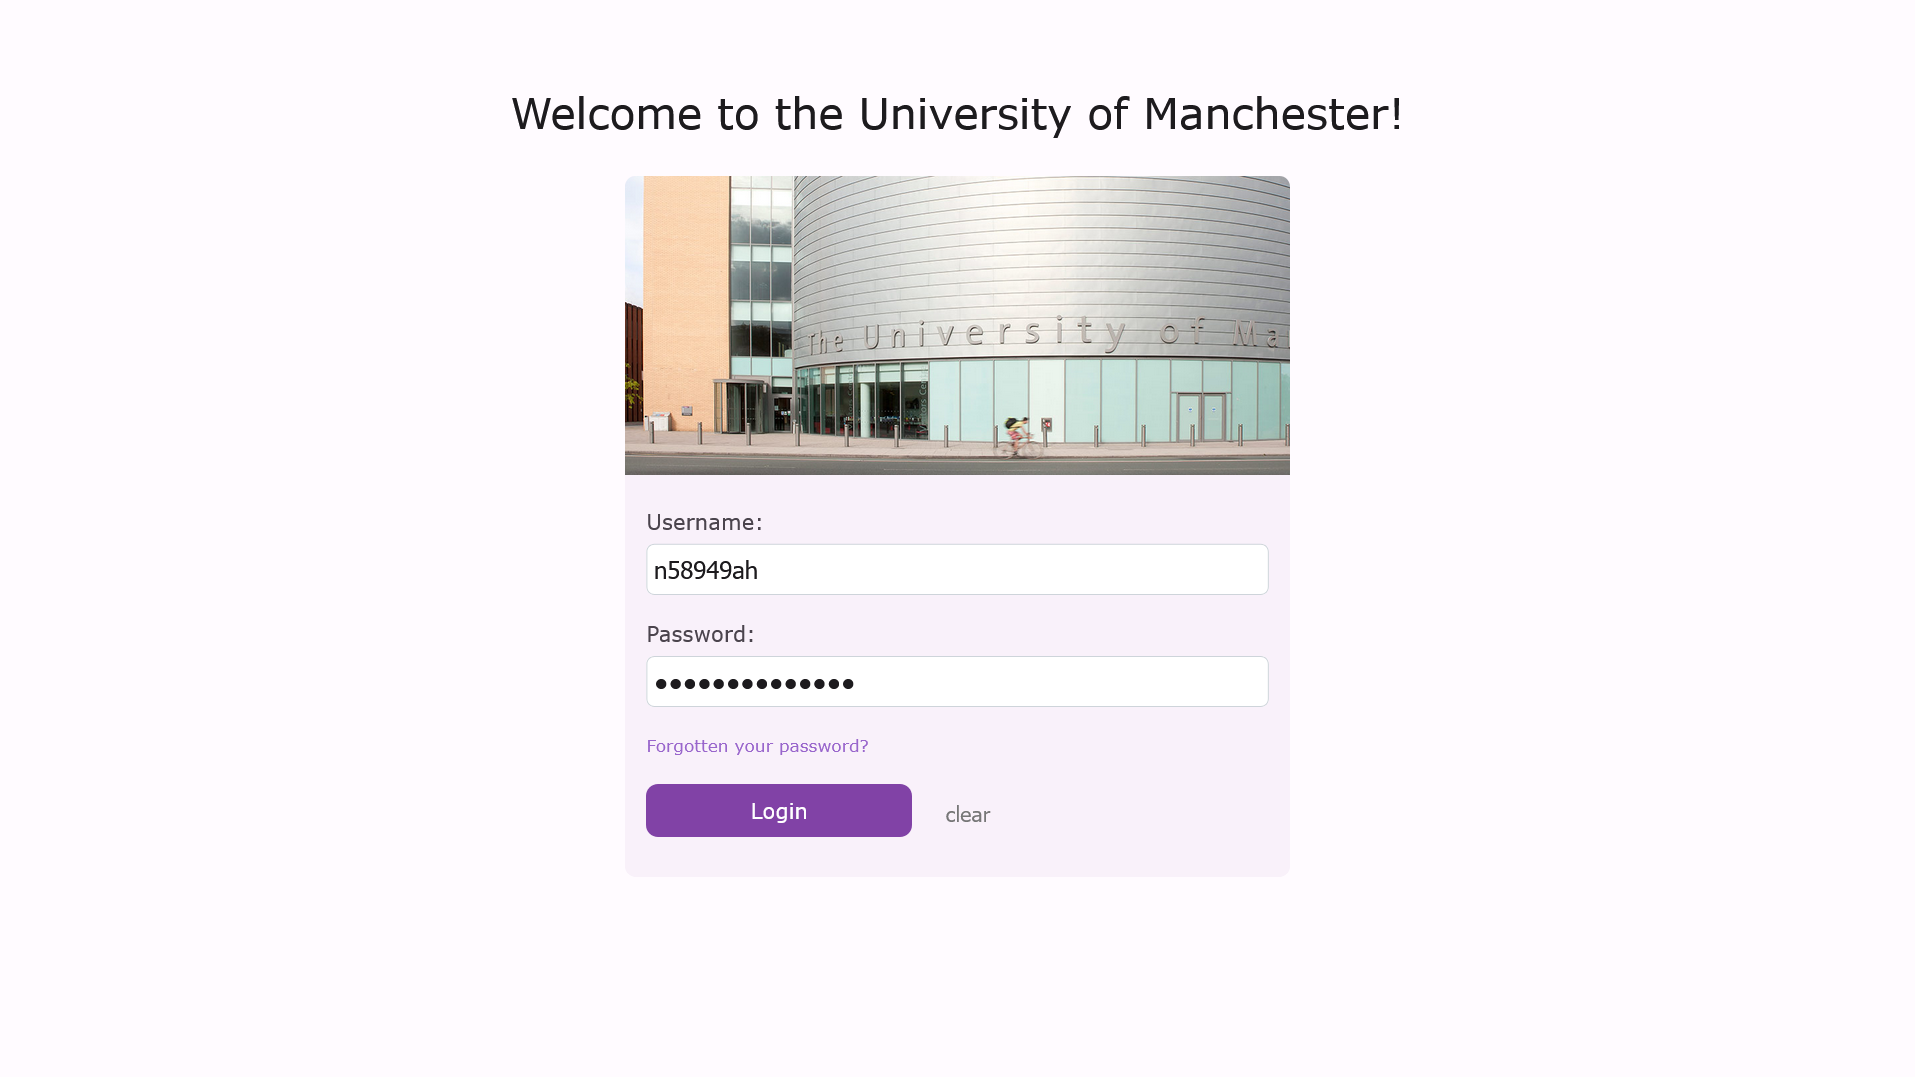 Welcome to the University of Manchester!
The University of Ma
Username:
n58949ah
Password:
Forgotten your password?
Login
clear